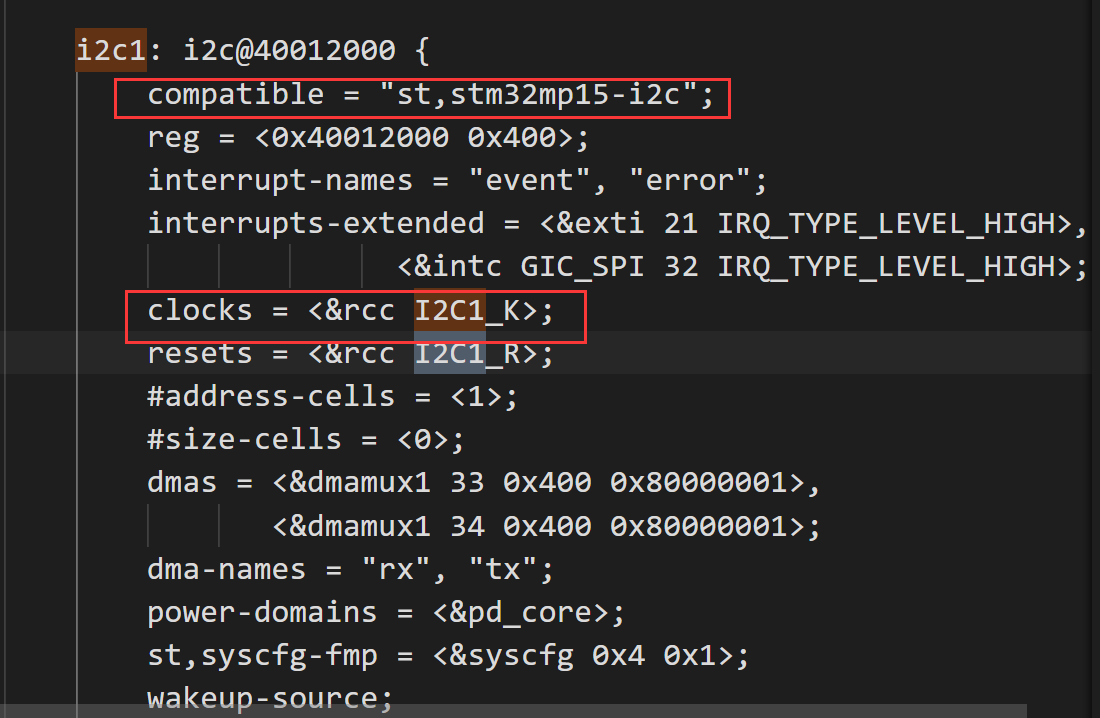 i2c1: i2c@40012000 {
compatible = "st,stm32mp15-i2c";
reg = <0x40012000 0x400>;
interrupt-names = "event", "error";
interrupts-extended = <&exti 21 IRQ_TYPE_LEVEL_HIGH>,
<&intc GIC_SPI 32 IRQ_TYPE_LEVEL_HIGH>;
clocks = <&rcc I2C1_K>;
resets = <&rcc I2C1_R>;
#address-cells = <1>;
#size-cells = <0>;
dmas = <&dmamux1 33 0x400 0x80000001>,
<&dmamux1 34 0x400 0x80000001>;
dma-names = "rx", "tx";
power-domains = <&pd_core>;
st,syscfg-fmp = <&syscfg 0x4 0x1>;
wakeup-source;